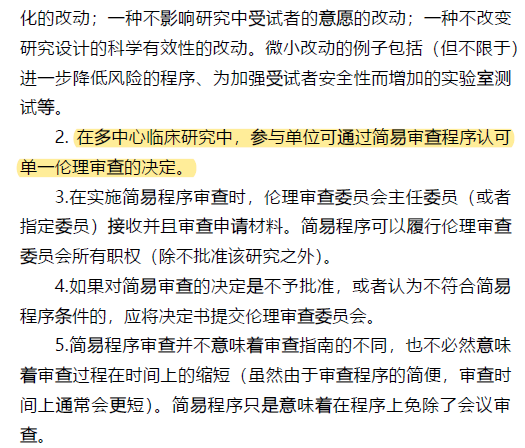 化的改动；一种不影响研究中受试者的意愿的改动；一种不改变
研究设计的科学有效性的改动。微小改动的例子包括（但不限于）
进一步降低风险的程序、为加强受试者安全性而增加的实验室测
试等。
2. 在多中心临床研究中，参与单位可通过简易审查程序认可
单一伦理审查的决定。
3.在实施简易程序审查时，伦理审查委员会主任委员（或者
指定委员）接收并且审查申请材料。简易程序可以履行伦理审查
委员会所有职权（除不批准该研究之外）。
4.如果对简易审查的决定是不予批准，或者认为不符合简易
程序条件的，应将决定书提交伦理审查委员会。
5.简易程序审查并不意味着审查指南的不同，也不必然意味
着审查过程在时间上的缩短（虽然由于审查程序的简便，审查时
间上通常会更短）。简易程序只是意味着在程序上免除了会议审
查。